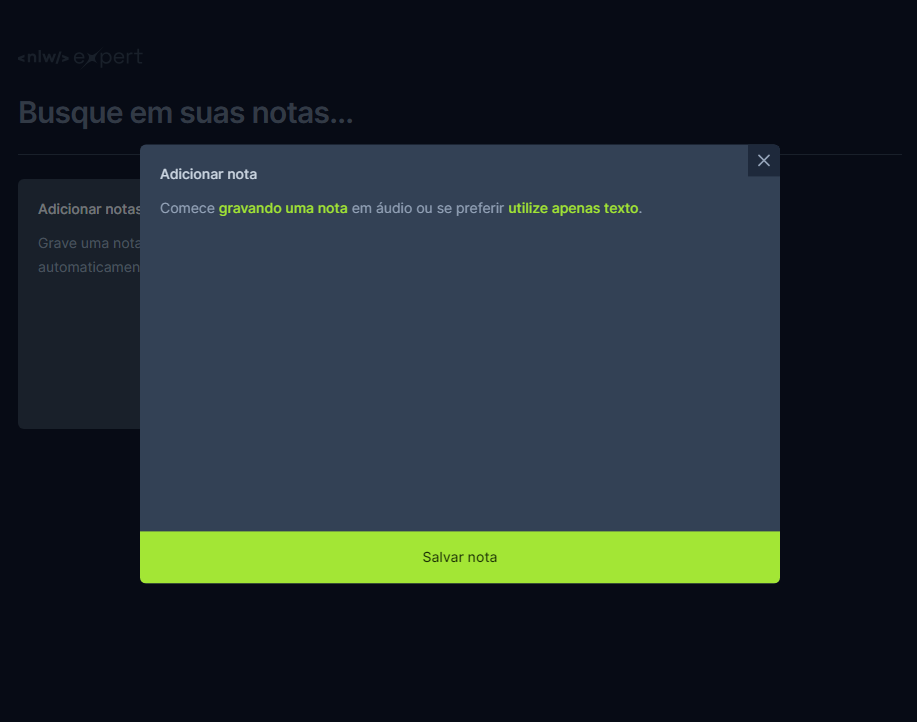 <nlw/> expert
Busque em suas notas...
Adicionar notas
Grave uma nota
automaticamen
Adicionar nota
Comece gravando uma nota em áudio ou se preferir utilize apenas texto.
Salvar nota